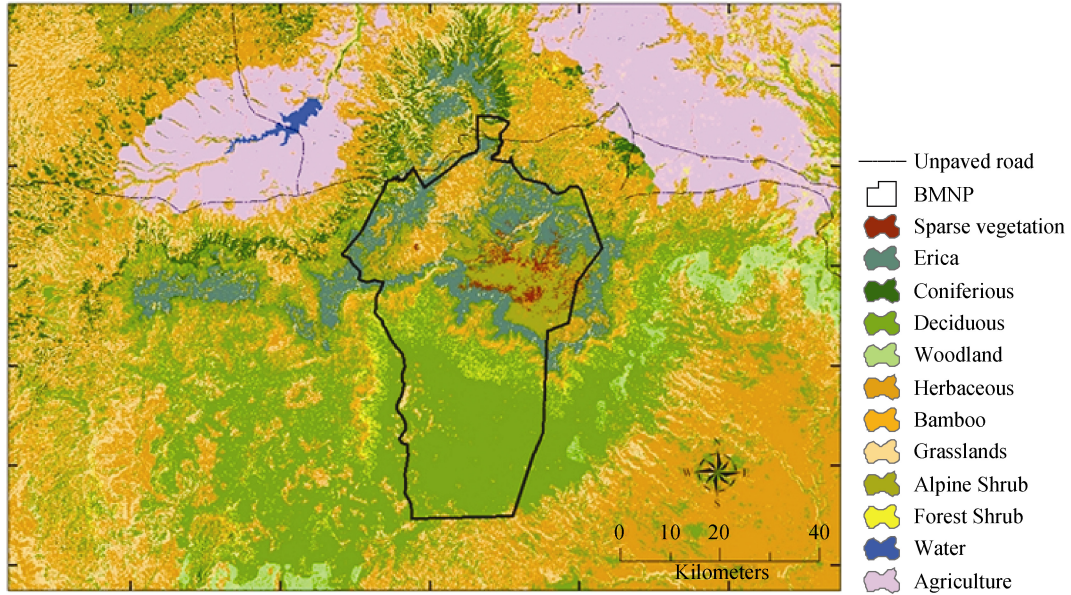 Unpaved road
BMNP
Sparse vegetation
Erica
Coniferious
Deciduous
Woodland
Herbaceous
Bamboo
Grasslands
Alpine Shrub
Forest Shrub
Water
Agriculture
N
W E
S
0 10 20 40
Kilometers